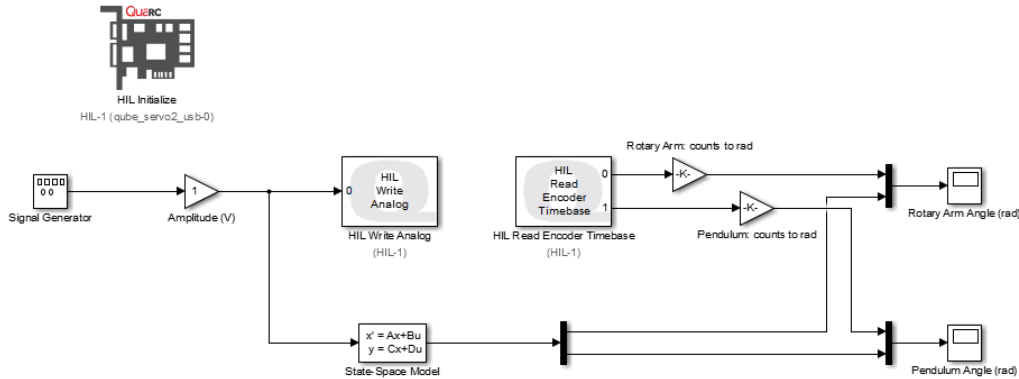 QUARC
HIL Initialize
HIL-1 (qube_servo2_usb-0)
Signal Generator
1
Amplitude (V)
0
HIL
Write
Analog
HIL Write Analog
(HIL-1)
HIL
Read
Encoder
Timebase
0
1
HIL Read Encoder Timebase
(HIL-1)
Rotary Arm: counts to rad
-K-
-K-
Pendulum: counts to rad
Rotary Arm Angle (rad)
x' = Ax+Bu
y = Cx+Du
State-Space Model
Pendulum Angle (rad)